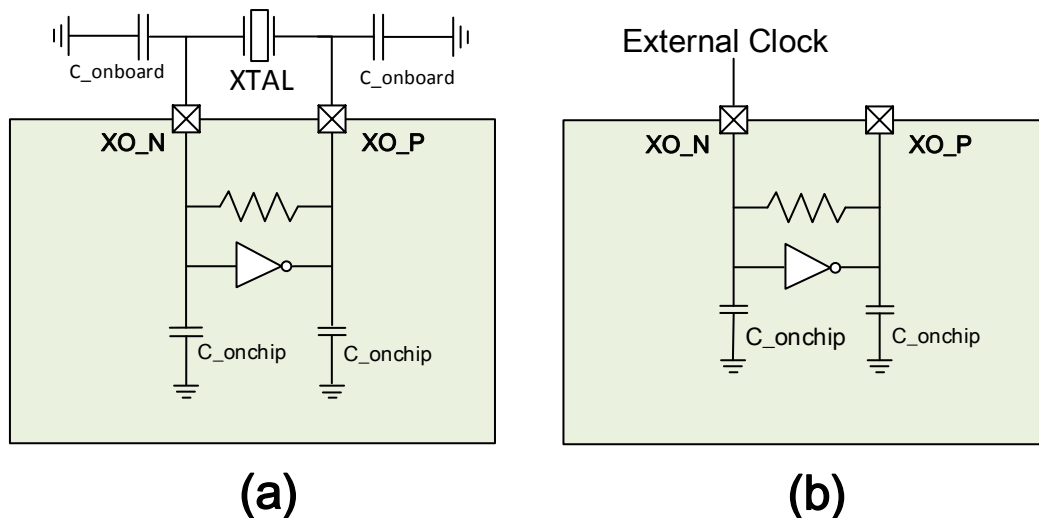 C_onboard
XTAL
C_onboard
XO_N
XO_P
C_onchip
C_onchip
(a)
External Clock
XO_N
XO_P
C_onchip
C_onchip
(b)